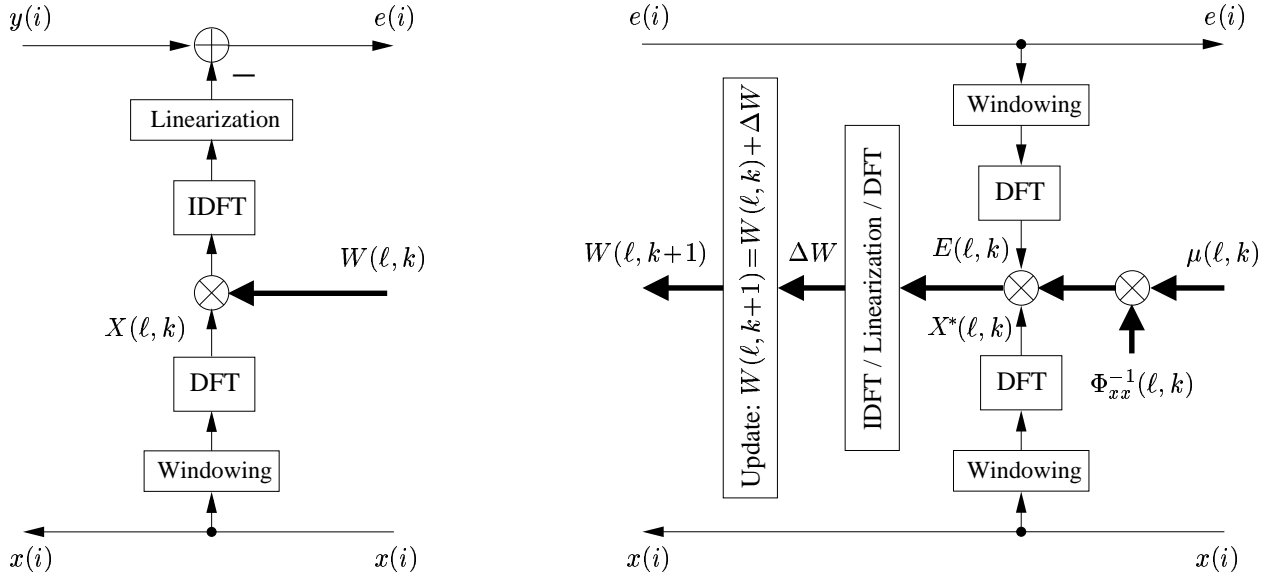 y(i)
e(i)
−
Linearization
IDFT
W(ℓ, k)
X(ℓ, k)
DFT
Windowing
x(i)
x(i)
e(i)
e(i)
Windowing
DFT
E(ℓ, k)
μ(ℓ, k)
W(ℓ, k+1)
Update: W(ℓ, k+1) = W(ℓ, k) + ΔW
ΔW
IDFT / Linearization / DFT
X*(ℓ, k)
DFT
Φ_{xx}^{-1}(ℓ, k)
Windowing
x(i)
x(i)